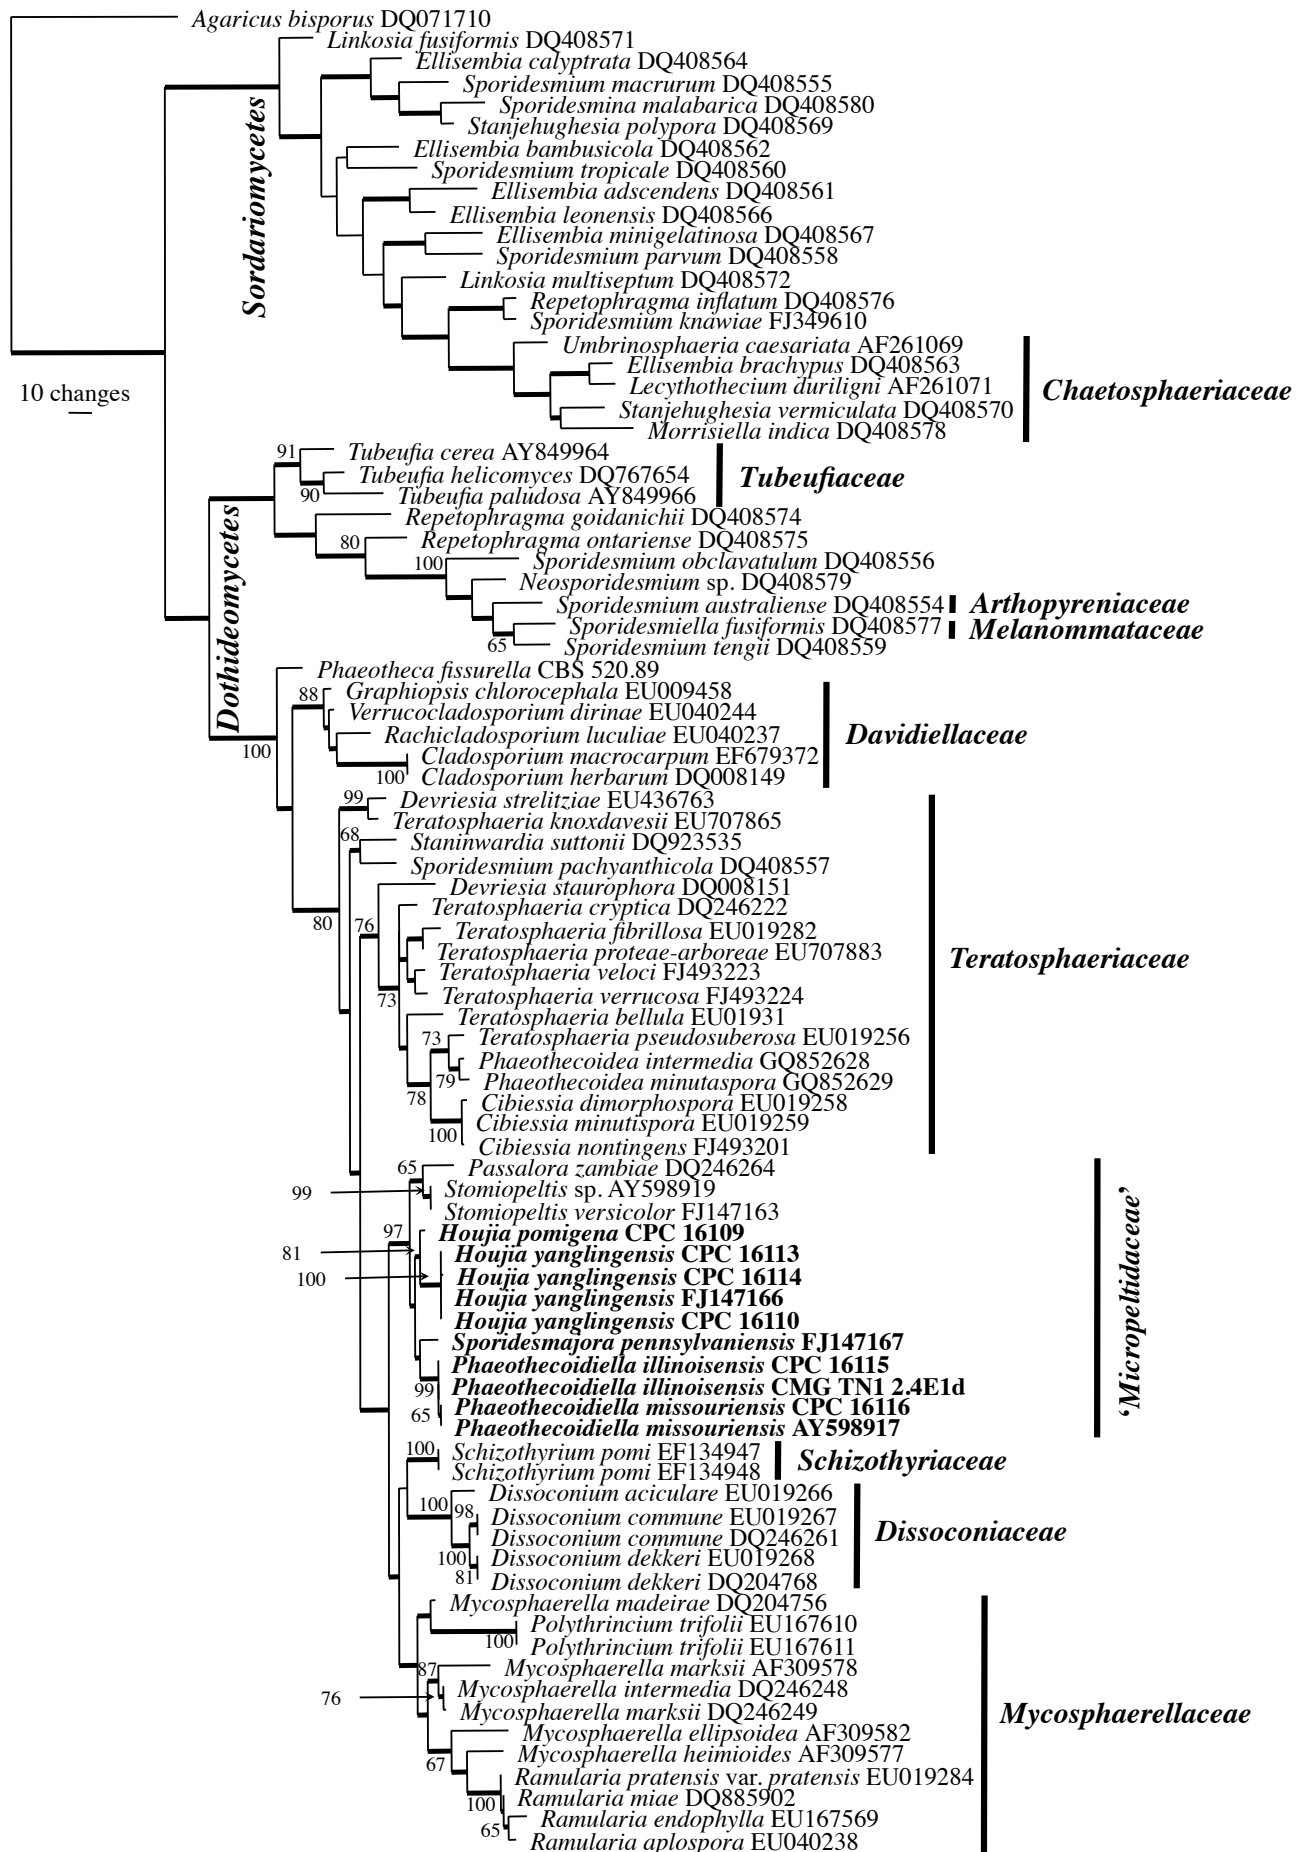 Agaricus bisporus DQ071710
Linkosia fusiformis DQ408571
Ellisembia calyptrata DQ408564
Sporidesmium macrurum DQ408555
Sporidesmina malabarica DQ408580
Stanjehughesia polypora DQ408569
Sordariomycetes
Ellisembia bambusicola DQ408562
Sporidesmium tropicale DQ408560
Ellisembia adscendens DQ408561
Ellisembia leonensis DQ408566
Ellisembia minigelatinosa DQ408567
Sporidesmium parvum DQ408558
Linkosia multiseptum DQ408572
Repetophragma inflatum DQ408576
Sporidesmium knawiae FJ349610
Umbrinosphaeria caesariata AF261069
Ellisembia brachypus DQ408563
Lecythothecium duriligni AF261071
Chaetosphaeriaceae
10 changes
Stanjehughesia vermiculata DQ408570
Morrisiella indica DQ408578
91
Tubeufia cerea AY849964
Tubeufia helicomyces DQ767654
Tubeufiaceae
90
Tubeufia paludosa AY849966
Repetophragma goidanichii DQ408574
80
Repetophragma ontariense DQ408575
100
Sporidesmium obclavatulum DQ408556
Neosporidesmium sp. DQ408579
Sporidesmium australiense DQ408554
Arthopyreniaceae
Sporidesmiella fusiformis DQ408577
Melanommataceae
65
Sporidesmium tengii DQ408559
Dothideomycetes
Phaeotheca fissurella CBS 520.89
88
Graphiopsis chlorocephala EU009458
Verrucocladosporium dirinae EU040244
Rachicladosporium luculiae EU040237
Davidiellaceae
100
Cladosporium macrocarpum EF679372
100
Cladosporium herbarum DQ008149
99
Devriesia strelitziae EU436763
Teratosphaeria knoxdavesii EU707865
68
Staninwardia suttonii DQ923535
Sporidesmium pachyanthicola DQ408557
Devriesia staurophora DQ008151
Teratosphaeria cryptica DQ246222
80
76
Teratosphaeria fibrillosa EU019282
Teratosphaeria proteae-arboreae EU707883
Teratosphaeriaceae
Teratosphaeria veloci FJ493223
73
Teratosphaeria verrucosa FJ493224
Teratosphaeria bellula EU01931
73
Teratosphaeria pseudosuberosa EU019256
Phaeothecoidea intermedia GQ852628
79
Phaeothecoidea minutaspora GQ852629
78
Cibiessia dimorphospora EU019258
Cibiessia minutispora EU019259
100
Cibiessia nontingens FJ493201
65
Passalora zambiae DQ246264
99
Stomiopeltis sp. AY598919
Stomiopeltis versicolor FJ147163
97
Houjia pomigena CPC 16109
81
Houjia yanglingensis CPC 16113
100
Houjia yanglingensis CPC 16114
Houjia yanglingensis FJ147166
Houjia yanglingensis CPC 16110
‘Micropeltidaceae’
Sporidesmajora pennsylvaniensis FJ147167
Phaeothecoidiella illinoisensis CPC 16115
99
Phaeothecoidiella illinoisensis CMG TN1 2.4E1d
65
Phaeothecoidiella missouriensis CPC 16116
Phaeothecoidiella missouriensis AY598917
100
Schizothyrium pomi EF134947
Schizothyriaceae
Schizothyrium pomi EF134948
Dissoconium aciculare EU019266
100
98
Dissoconium commune EU019267
Dissoconium commune DQ246261
Dissoconiaceae
100
Dissoconium dekkeri EU019268
81
Dissoconium dekkeri DQ204768
Mycosphaerella madeirae DQ204756
Polythrincium trifolii EU167610
100
Polythrincium trifolii EU167611
87
Mycosphaerella marksii AF309578
76
Mycosphaerella intermedia DQ246248
Mycosphaerella marksii DQ246249
Mycosphaerellaceae
Mycosphaerella ellipsoidea AF309582
67
Mycosphaerella heimioides AF309577
Ramularia pratensis var. pratensis EU019284
100
Ramularia miae DQ885902
65
Ramularia endophylla EU167569
Ramularia aplospora EU040238